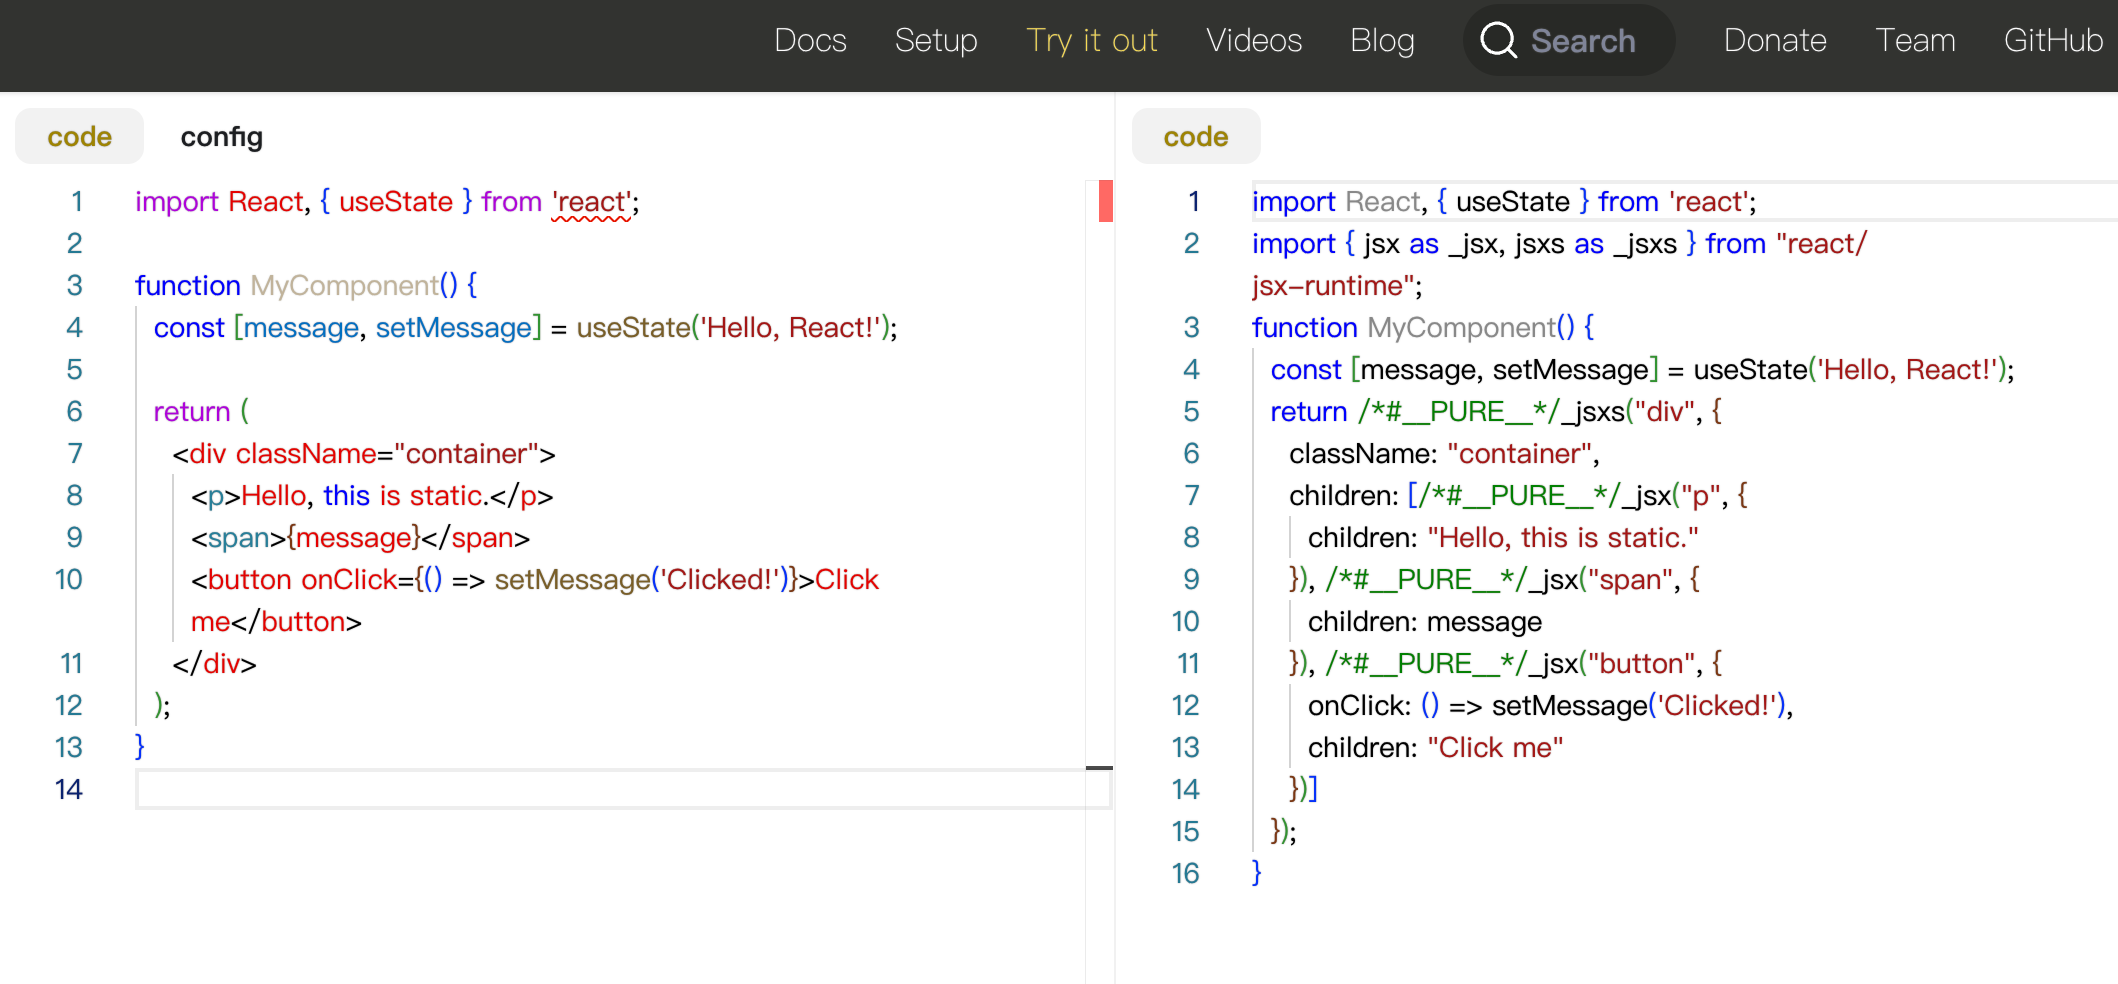 Docs Setup Try it out Videos Blog Search Donate Team GitHub
code config
1 import React, { useState } from 'react';
2
3 function MyComponent() {
4 const [message, setMessage] = useState('Hello, React!');
5
6 return (
7 <div className="container">
8 <p>Hello, this is static.</p>
9 <span>{message}</span>
10 <button onClick={() => setMessage('Clicked!')}>Click
me</button>
11 </div>
12 );
13 }
14
code
1 import React, { useState } from 'react';
2 import { jsx as _jsx, jsxs as _jsxs } from "react/
jsx-runtime";
3 function MyComponent() {
4 const [message, setMessage] = useState('Hello, React!');
5 return /*#__PURE__*/_jsxs("div", {
6 className: "container",
7 children: [/*#__PURE__*/_jsx("p", {
8 children: "Hello, this is static."
9 }), /*#__PURE__*/_jsx("span", {
10 children: message
11 }), /*#__PURE__*/_jsx("button", {
12 onClick: () => setMessage('Clicked!'),
13 children: "Click me"
14 })]
15 });
16 }